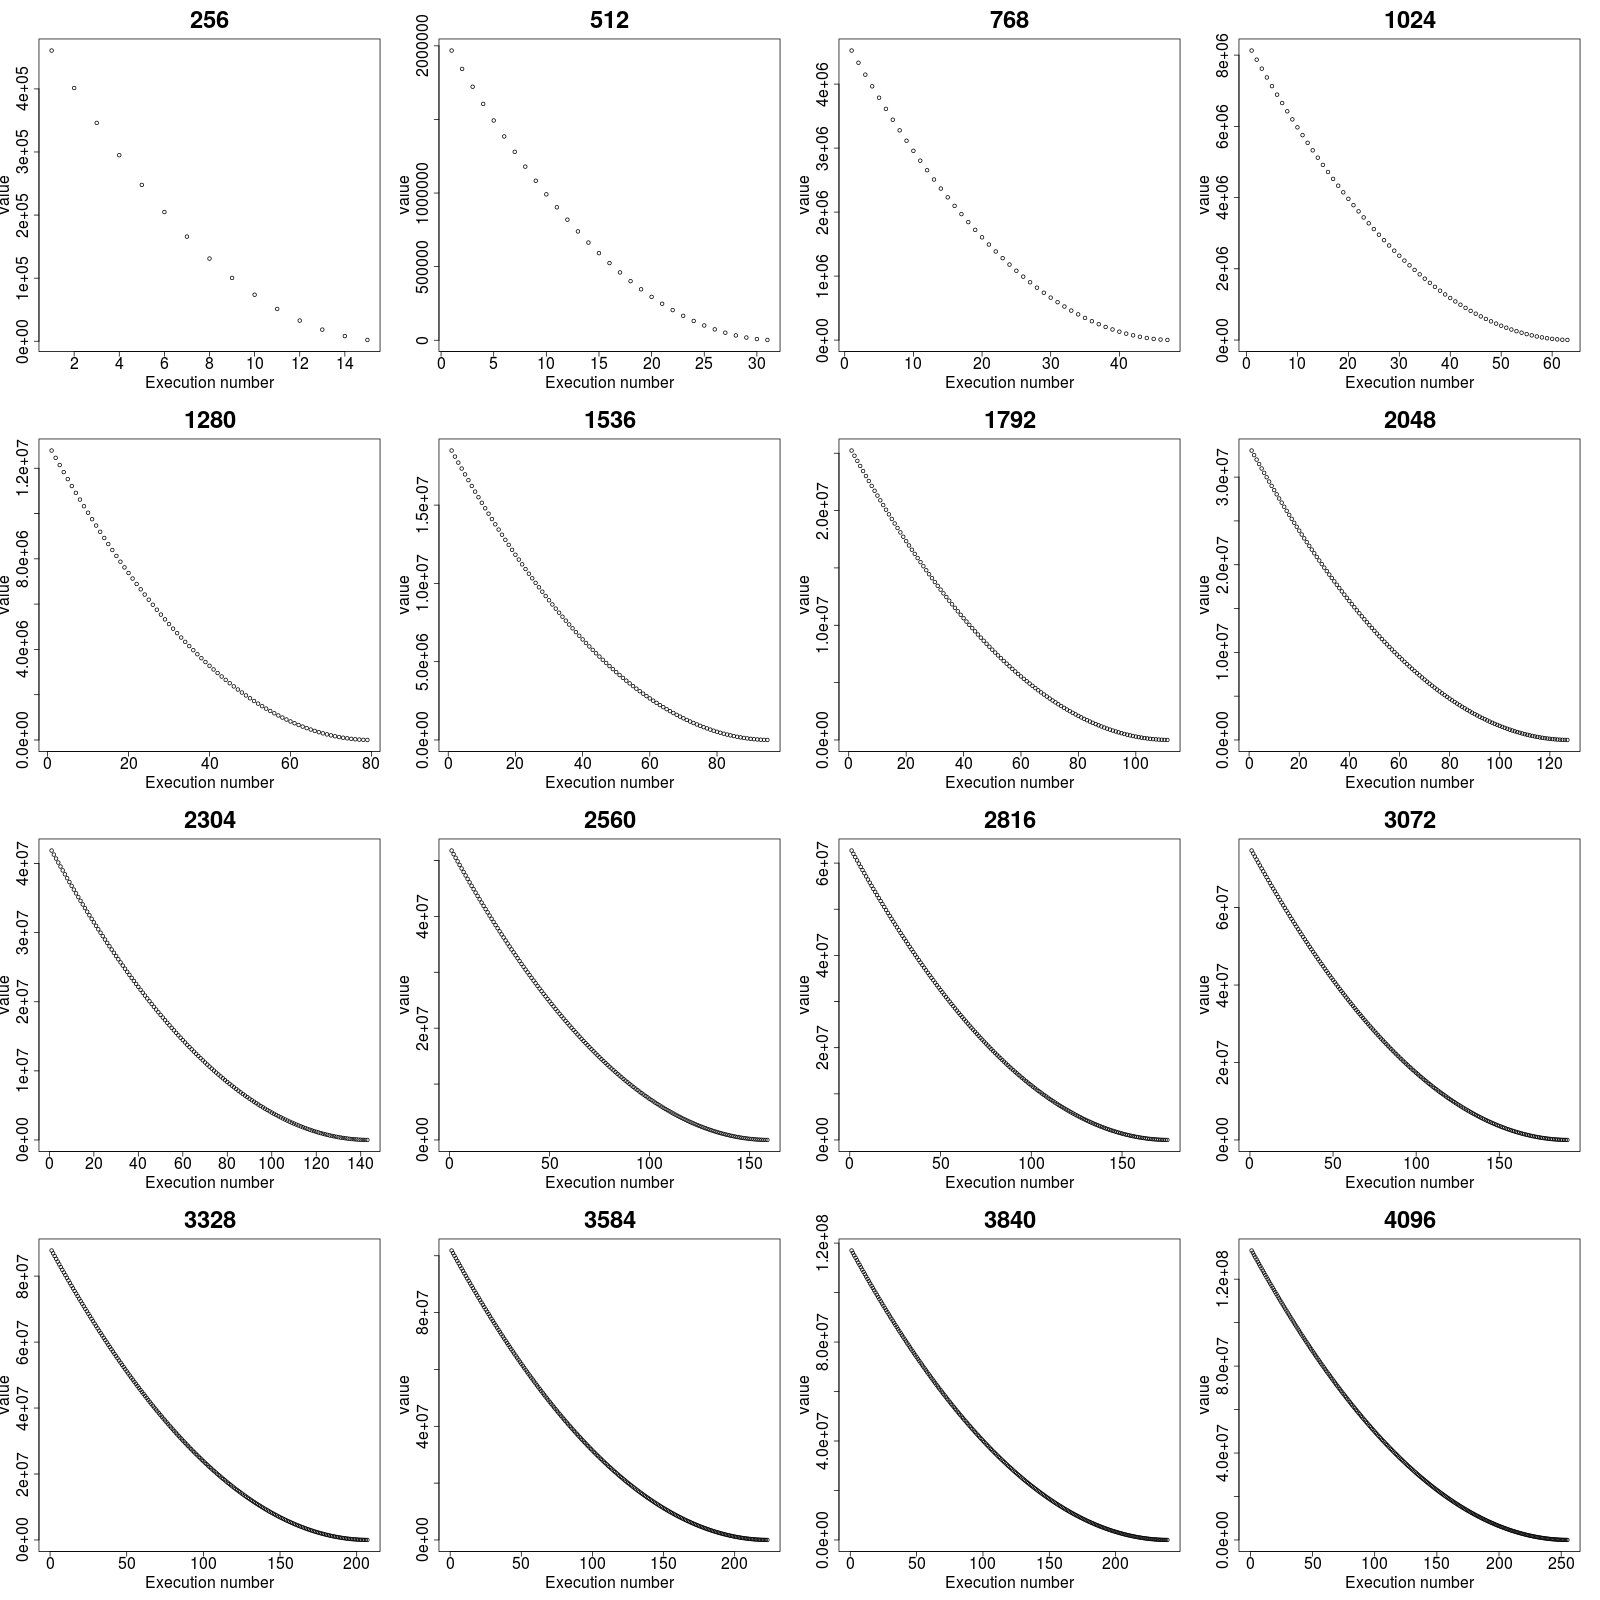 256
value
0e+00 1e+05 2e+05 3e+05 4e+05
2 4 6 8 10 12 14
Execution number
512
value
0 500000 1000000 2000000
0 5 10 15 20 25 30
Execution number
768
value
0e+00 1e+06 2e+06 3e+06 4e+06
0 10 20 30 40
Execution number
1024
value
0e+00 2e+06 4e+06 6e+06 8e+06
0 10 20 30 40 50 60
Execution number
1280
value
0.0e+00 4.0e+06 8.0e+06 1.2e+07
0 20 40 60 80
Execution number
1536
value
0.0e+00 5.0e+06 1.0e+07 1.5e+07
0 20 40 60 80
Execution number
1792
value
0.0e+00 1.0e+07 2.0e+07
0 20 40 60 80 100
Execution number
2048
value
0.0e+00 1.0e+07 2.0e+07 3.0e+07
0 20 40 60 80 100 120
Execution number
2304
value
0e+00 1e+07 2e+07 3e+07 4e+07
0 20 40 60 80 100 120 140
Execution number
2560
value
0e+00 2e+07 4e+07
0 50 100 150
Execution number
2816
value
0e+00 2e+07 4e+07 6e+07
0 50 100 150
Execution number
3072
value
0e+00 2e+07 4e+07 6e+07
0 50 100 150
Execution number
3328
value
0e+00 2e+07 4e+07 6e+07 8e+07
0 50 100 150 200
Execution number
3584
value
0e+00 4e+07 8e+07
0 50 100 150 200
Execution number
3840
value
0.0e+00 4.0e+07 8.0e+07 1.2e+08
0 50 100 150 200
Execution number
4096
value
0.0e+00 4.0e+07 8.0e+07 1.2e+08
0 50 100 150 200 250
Execution number